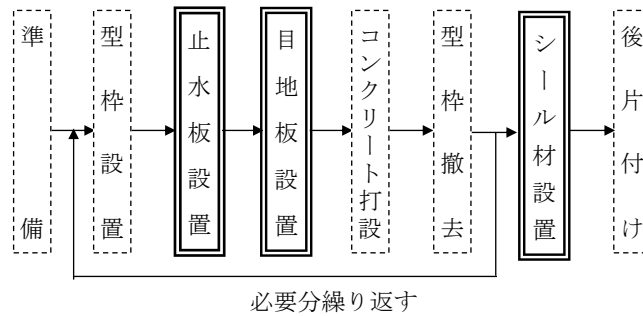 準備
型枠設置
止水板設置
目地板設置
コンクリート打設
型枠撤去
シール材設置
後片付け
必要分繰り返す